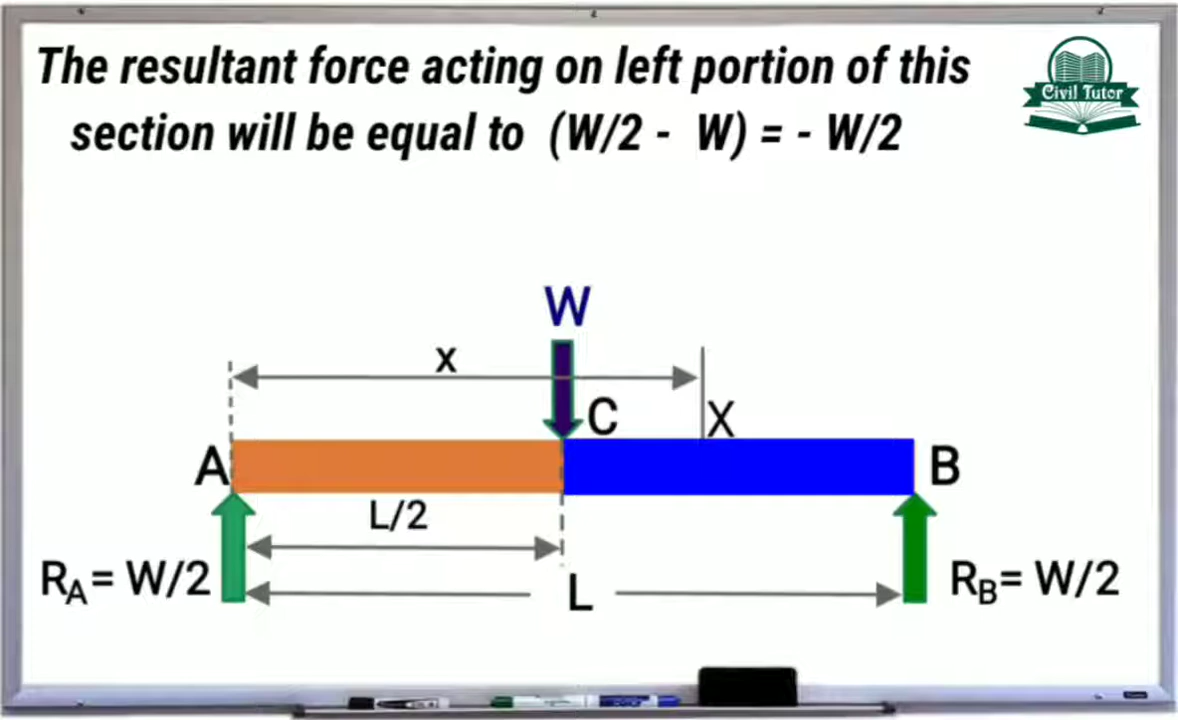 The resultant force acting on left portion of this
section will be equal to (W/2 - W) = - W/2
Civil Tutor
W
x
C
X
A
B
L/2
RA = W/2
L
RB = W/2